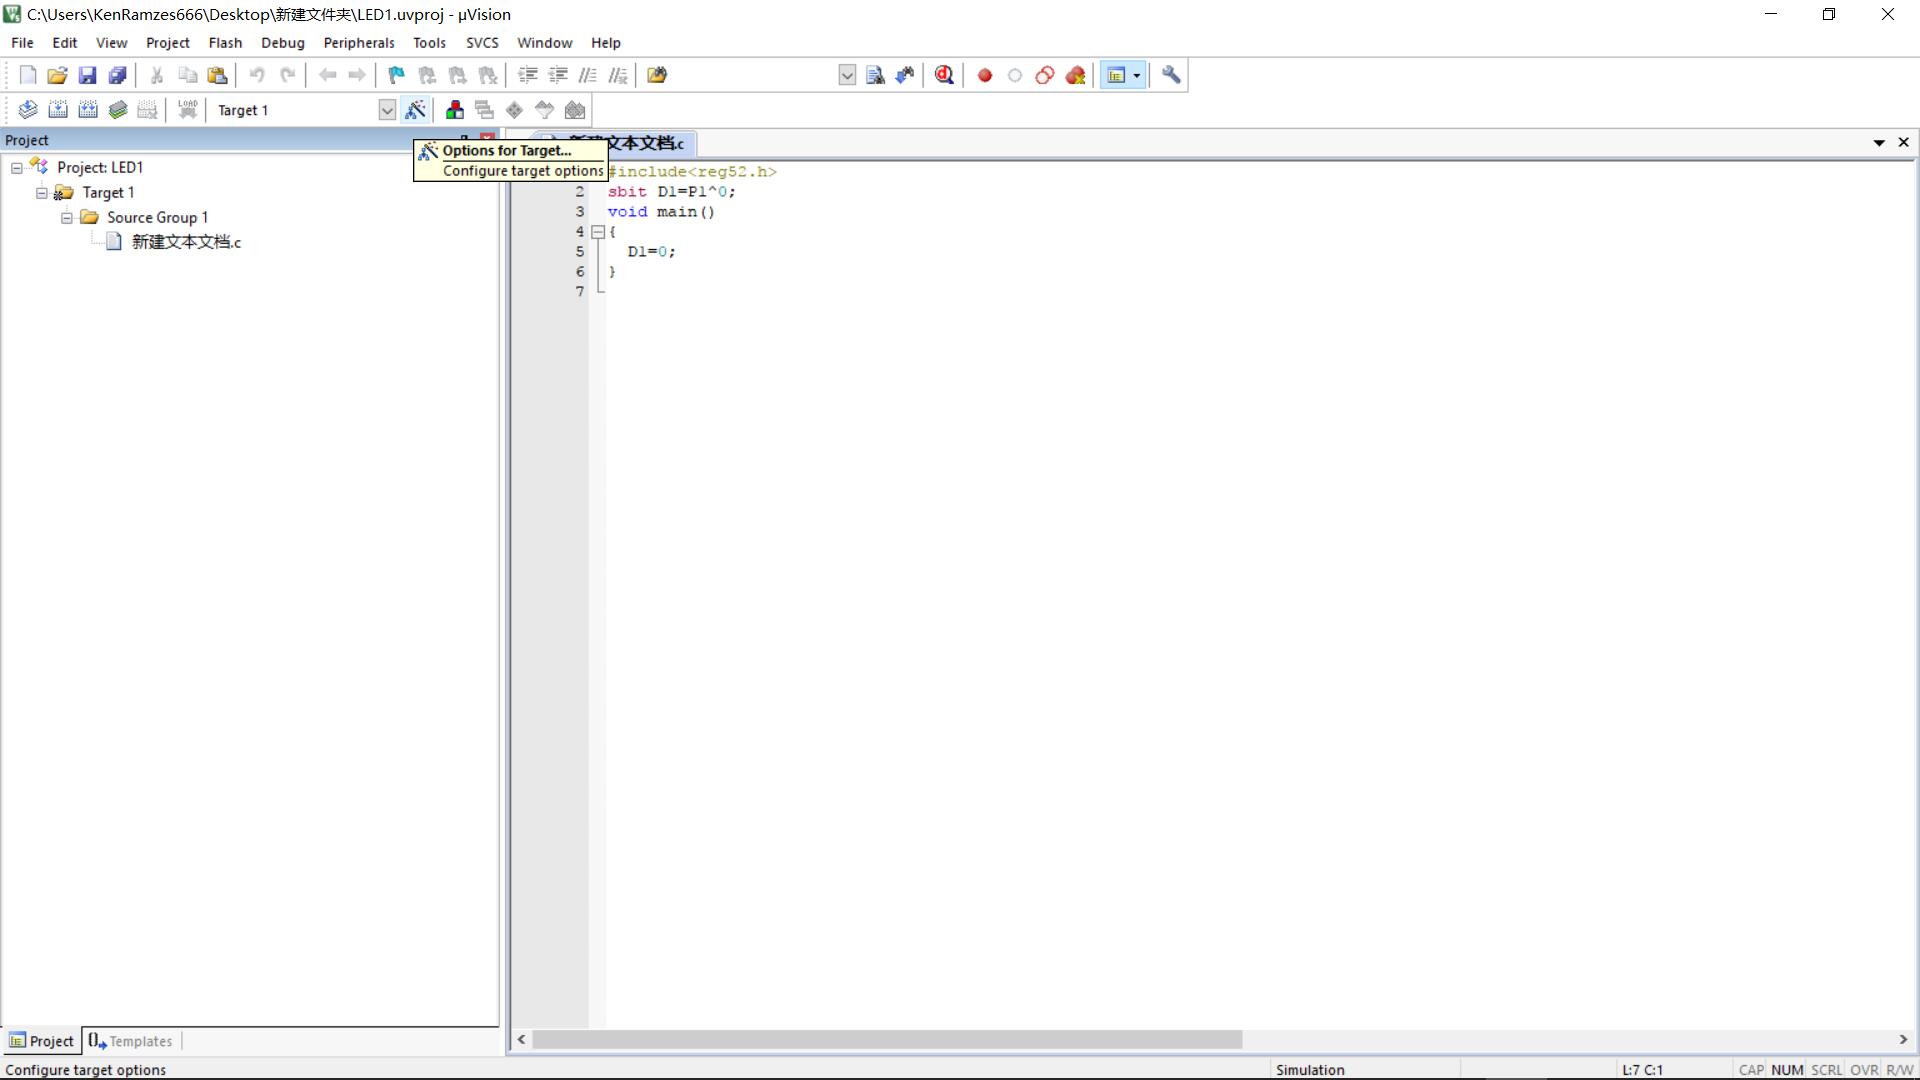 C:\Users\KenRamzes666\Desktop\新建文件夹\LED1.uvproj - µVision
File Edit View Project Flash Debug Peripherals Tools SVCS Window Help
LOAD Target 1
Project
文本文档.c
Options for Target...
Configure target options
Project: LED1
Target 1
Source Group 1
新建文本文档.c
#include<reg52.h>
2 sbit D1=P1^0;
3 void main()
4 {
5 D1=0;
6 }
7
Project Templates
Configure target options Simulation L:7 C:1 CAP NUM SCRL OVR R/W